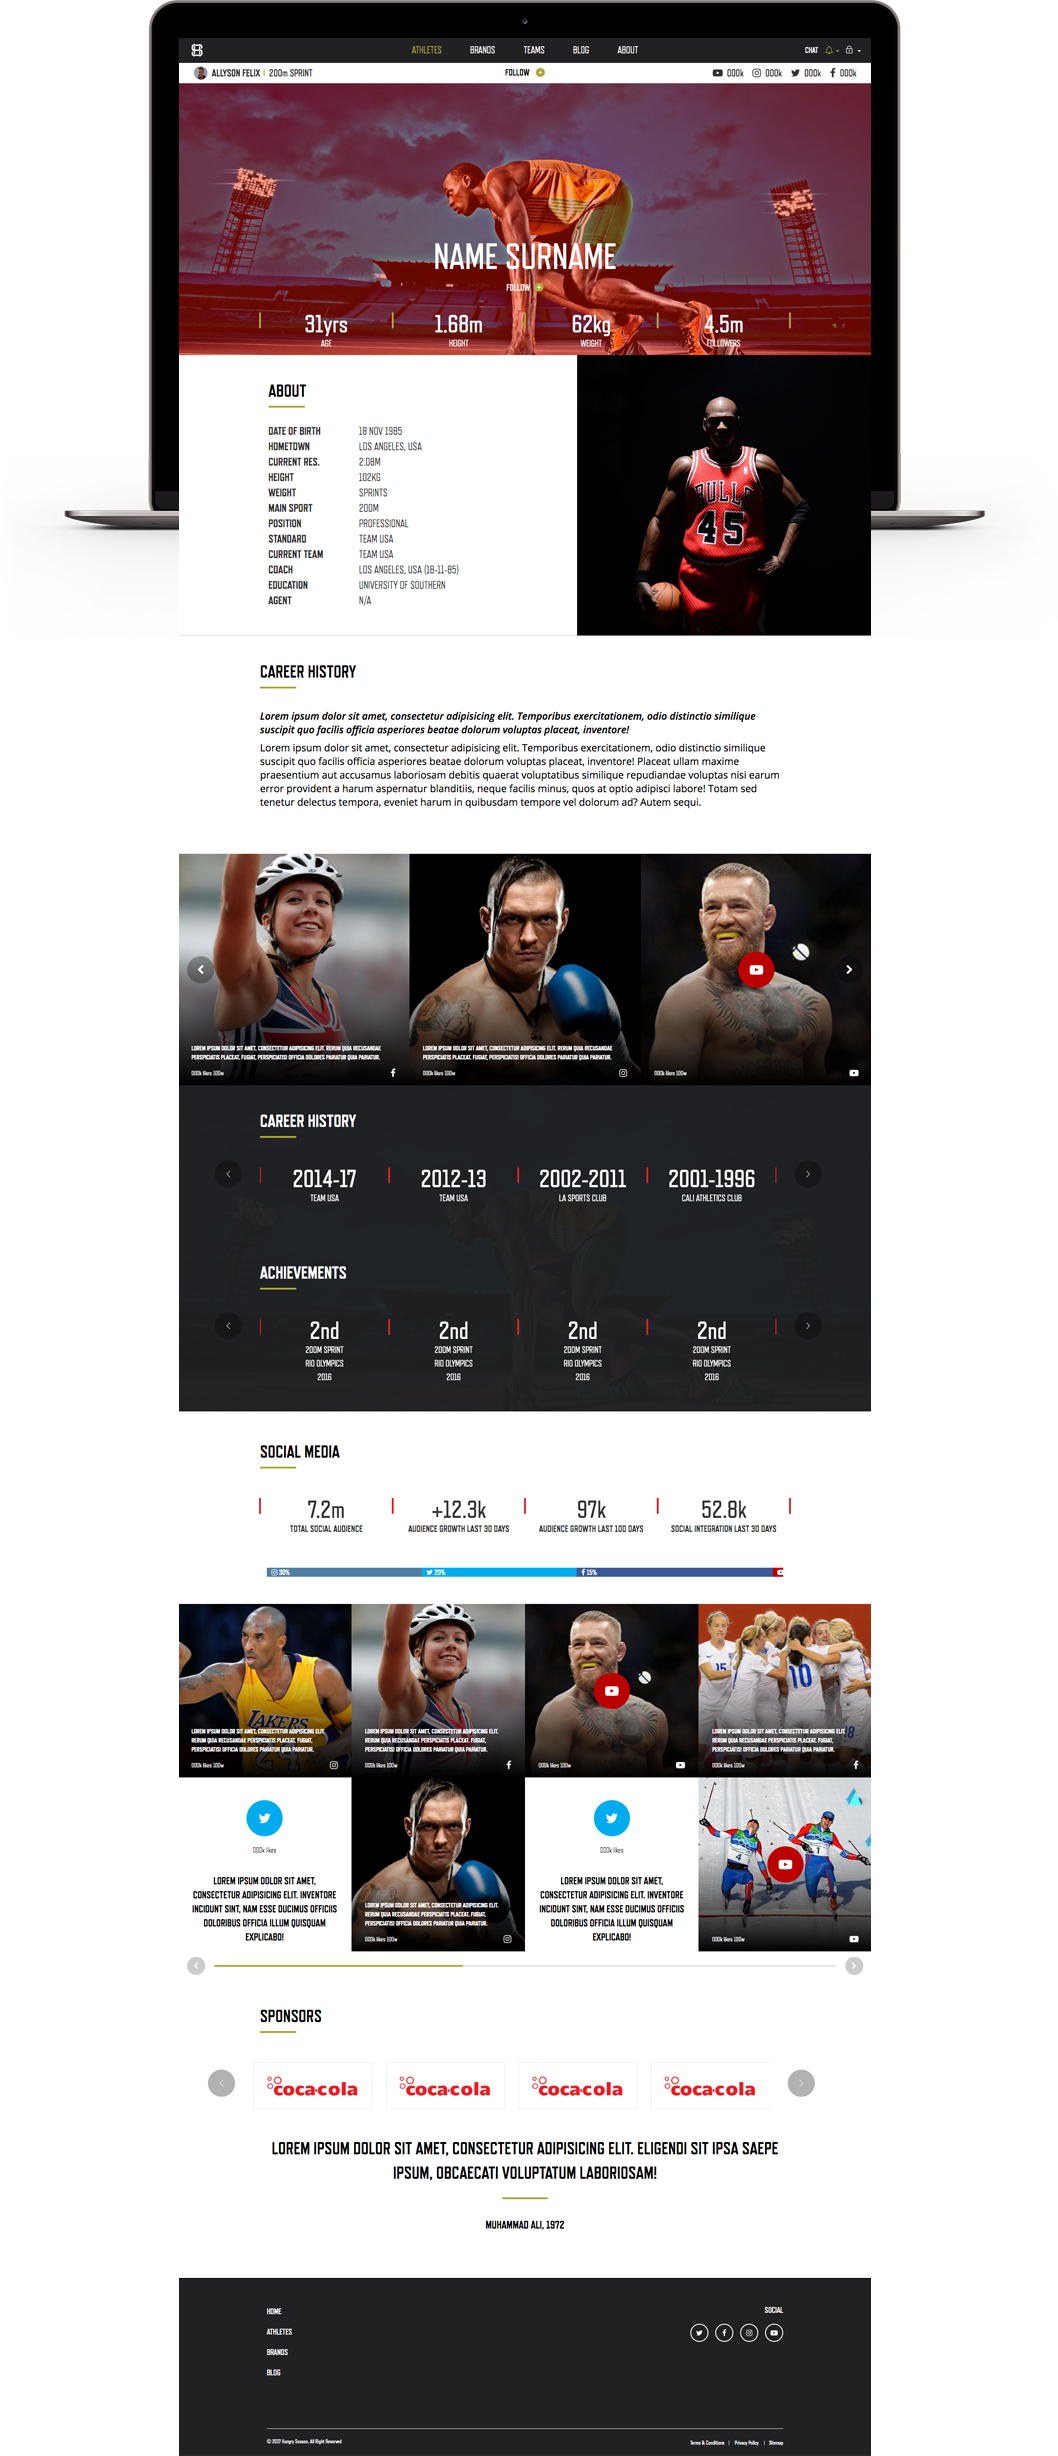 ATHLETES BRANDS TEAMS BLOG ABOUT CHAT
ALLYSON FELIX | 200m SPRINT FOLLOW 000k 000k 000k 000k
NAME SURNAME
FOLLOW
31yrs 1.68m 62kg 4.5m
AGE HEIGHT WEIGHT FOLLOWERS
ABOUT
DATE OF BIRTH 18 NOV 1985
HOMETOWN LOS ANGELES, USA
CURRENT RES. 2.08M
HEIGHT 102KG
WEIGHT SPRINTS
MAIN SPORT 200M
POSITION PROFESSIONAL
STANDARD TEAM USA
CURRENT TEAM TEAM USA
COACH LOS ANGELES, USA (18-11-85)
EDUCATION UNIVERSITY OF SOUTHERN
AGENT N/A
BULLS
45
CAREER HISTORY
Lorem ipsum dolor sit amet, consectetur adipisicing elit. Temporibus exercitationem, odio distinctio similique
suscipit quo facilis officia asperiores beatae dolorum voluptas placeat, inventore!
Lorem ipsum dolor sit amet, consectetur adipisicing elit. Temporibus exercitationem, odio distinctio similique
suscipit quo facilis officia asperiores beatae dolorum voluptas placeat, inventore! Placeat ullam maxime
praesentium aut accusamus laboriosam debitis quaerat voluptatibus similique repudiandae voluptas nisi earum
error provident a harum aspernatur blanditiis, neque facilis minus, quos at optio adipisci labore! Totam sed
tenetur delectus tempora, eveniet harum in quibusdam tempore vel dolorum ad? Autem sequi.
LOREM IPSUM DOLOR SIT AMET, CONSECTETUR ADIPISICING ELIT. RERUM QUIA RECUSANDAE
PERSPICIATIS PLACEAT, FUGIAT, PERSPICIATIS! OFFICIA DOLORES PARIATUR QUIA PARIATUR.
000k likes 100w
LOREM IPSUM DOLOR SIT AMET, CONSECTETUR ADIPISICING ELIT. RERUM QUIA RECUSANDAE
PERSPICIATIS PLACEAT, FUGIAT, PERSPICIATIS! OFFICIA DOLORES PARIATUR QUIA PARIATUR.
000k likes 100w
000k likes 100w
CAREER HISTORY
2014-17 2012-13 2002-2011 2001-1996
TEAM USA TEAM USA LA SPORTS CLUB CALI ATHLETICS CLUB
ACHIEVEMENTS
2nd 2nd 2nd 2nd
200M SPRINT 200M SPRINT 200M SPRINT 200M SPRINT
RIO OLYMPICS RIO OLYMPICS RIO OLYMPICS RIO OLYMPICS
2016 2016 2016 2016
SOCIAL MEDIA
7.2m +12.3k 97k 52.8k
TOTAL SOCIAL AUDIENCE AUDIENCE GROWTH LAST 30 DAYS AUDIENCE GROWTH LAST 100 DAYS SOCIAL INTEGRATION LAST 30 DAYS
30% 20% 15%
LAKERS
24
LOREM IPSUM DOLOR SIT AMET, CONSECTETUR ADIPISICING ELIT.
RERUM QUIA RECUSANDAE PERSPICIATIS PLACEAT, FUGIAT,
PERSPICIATIS! OFFICIA DOLORES PARIATUR QUIA PARIATUR.
000k likes 100w
LOREM IPSUM DOLOR SIT AMET, CONSECTETUR ADIPISICING ELIT.
RERUM QUIA RECUSANDAE PERSPICIATIS PLACEAT, FUGIAT,
PERSPICIATIS! OFFICIA DOLORES PARIATUR QUIA PARIATUR.
000k likes 100w
000k likes 100w
15 10 18
LOREM IPSUM DOLOR SIT AMET, CONSECTETUR ADIPISICING ELIT.
RERUM QUIA RECUSANDAE PERSPICIATIS PLACEAT, FUGIAT,
PERSPICIATIS! OFFICIA DOLORES PARIATUR QUIA PARIATUR.
000k likes 100w
000k likes
LOREM IPSUM DOLOR SIT AMET,
CONSECTETUR ADIPISICING ELIT. INVENTORE
INCIDUNT SINT, NAM ESSE DUCIMUS OFFICIIS
DOLORIBUS OFFICIA ILLUM QUISQUAM
EXPLICABO!
LOREM IPSUM DOLOR SIT AMET, CONSECTETUR ADIPISICING ELIT.
RERUM QUIA RECUSANDAE PERSPICIATIS PLACEAT, FUGIAT,
PERSPICIATIS! OFFICIA DOLORES PARIATUR QUIA PARIATUR.
000k likes 100w
000k likes
LOREM IPSUM DOLOR SIT AMET,
CONSECTETUR ADIPISICING ELIT. INVENTORE
INCIDUNT SINT, NAM ESSE DUCIMUS OFFICIIS
DOLORIBUS OFFICIA ILLUM QUISQUAM
EXPLICABO!
4 1
000k likes 100w
SPONSORS
coca-cola coca-cola coca-cola coca-cola
LOREM IPSUM DOLOR SIT AMET, CONSECTETUR ADIPISICING ELIT. ELIGENDI SIT IPSA SAEPE
IPSUM, OBCAECATI VOLUPTATUM LABORIOSAM!
MUHAMMAD ALI, 1972
HOME
ATHLETES
BRANDS
BLOG
SOCIAL
© 2017 Hungry Season. All Right Reserved
Terms & Conditions | Privacy Policy | Sitemap